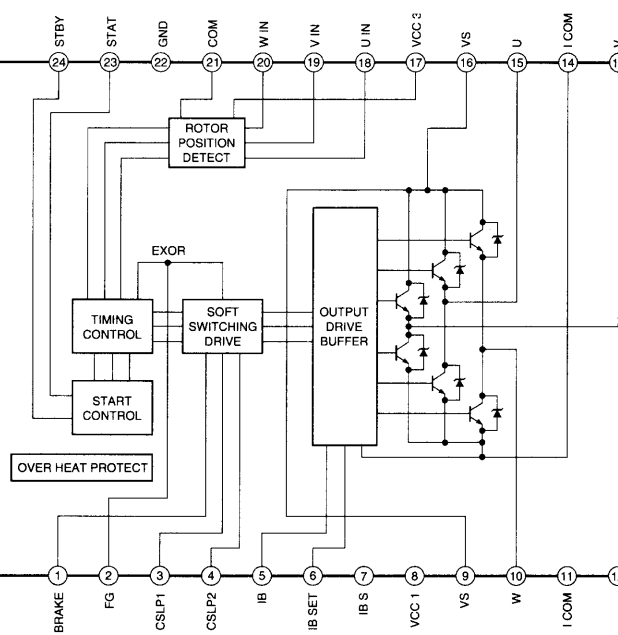 STBY
STAT
GND
COM
W IN
V IN
U IN
VCC 3
VS
U
I COM
24
23
22
21
20
19
18
17
16
15
14
ROTOR
POSITION
DETECT
EXOR
TIMING
CONTROL
SOFT
SWITCHING
DRIVE
OUTPUT
DRIVE
BUFFER
START
CONTROL
OVER HEAT PROTECT
1
2
3
4
5
6
7
8
9
10
11
BRAKE
FG
CSLP1
CSLP2
IB
IB SET
IB S
VCC 1
VS
W
I COM